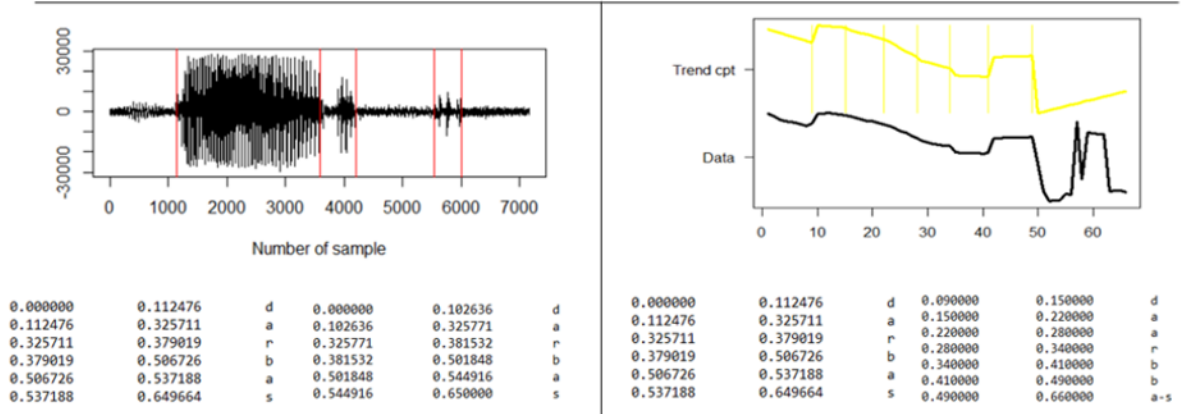 30000
0
-30000
0 1000 2000 3000 4000 5000 6000 7000
Number of sample
0.000000 0.112476 d 0.000000 0.102636 d
0.112476 0.325711 a 0.102636 0.325771 a
0.325711 0.379019 r 0.325771 0.381532 r
0.379019 0.506726 b 0.381532 0.501848 b
0.506726 0.537188 a 0.501848 0.544916 a
0.537188 0.649664 s 0.544916 0.650000 s
Trend cpt
Data
0 10 20 30 40 50 60
0.000000 0.112476 d 0.090000 0.150000 d
0.112476 0.325711 a 0.150000 0.220000 a
0.325711 0.379019 r 0.220000 0.280000 a
0.379019 0.506726 b 0.280000 0.340000 r
0.506726 0.537188 a 0.340000 0.410000 b
0.537188 0.649664 s 0.410000 0.490000 b
0.490000 0.660000 a-s